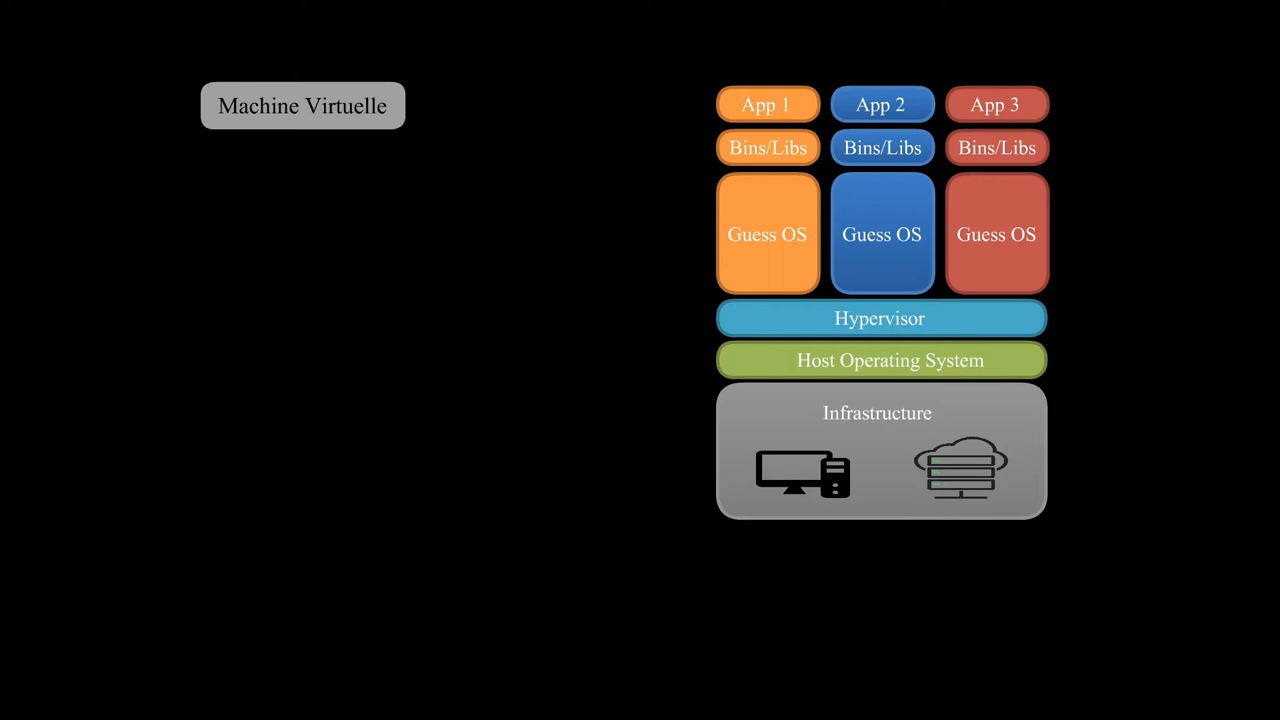 Machine Virtuelle
App 1
App 2
App 3
Bins/Libs
Bins/Libs
Bins/Libs
Guess OS
Guess OS
Guess OS
Hypervisor
Host Operating System
Infrastructure